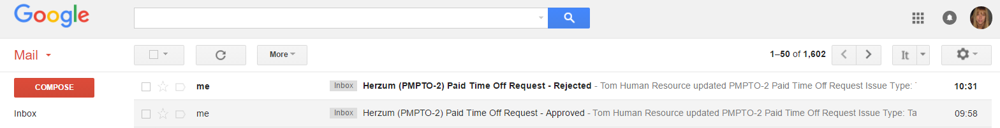 Google
Mail
More
1–50 of 1,602
It
COMPOSE
me Inbox Herzum (PMPTO-2) Paid Time Off Request - Rejected - Tom Human Resource updated PMPTO-2 Paid Time Off Request Issue Type: 10:31
Inbox
me Inbox Herzum (PMPTO-2) Paid Time Off Request - Approved - Tom Human Resource updated PMPTO-2 Paid Time Off Request Issue Type: Ta 09:58